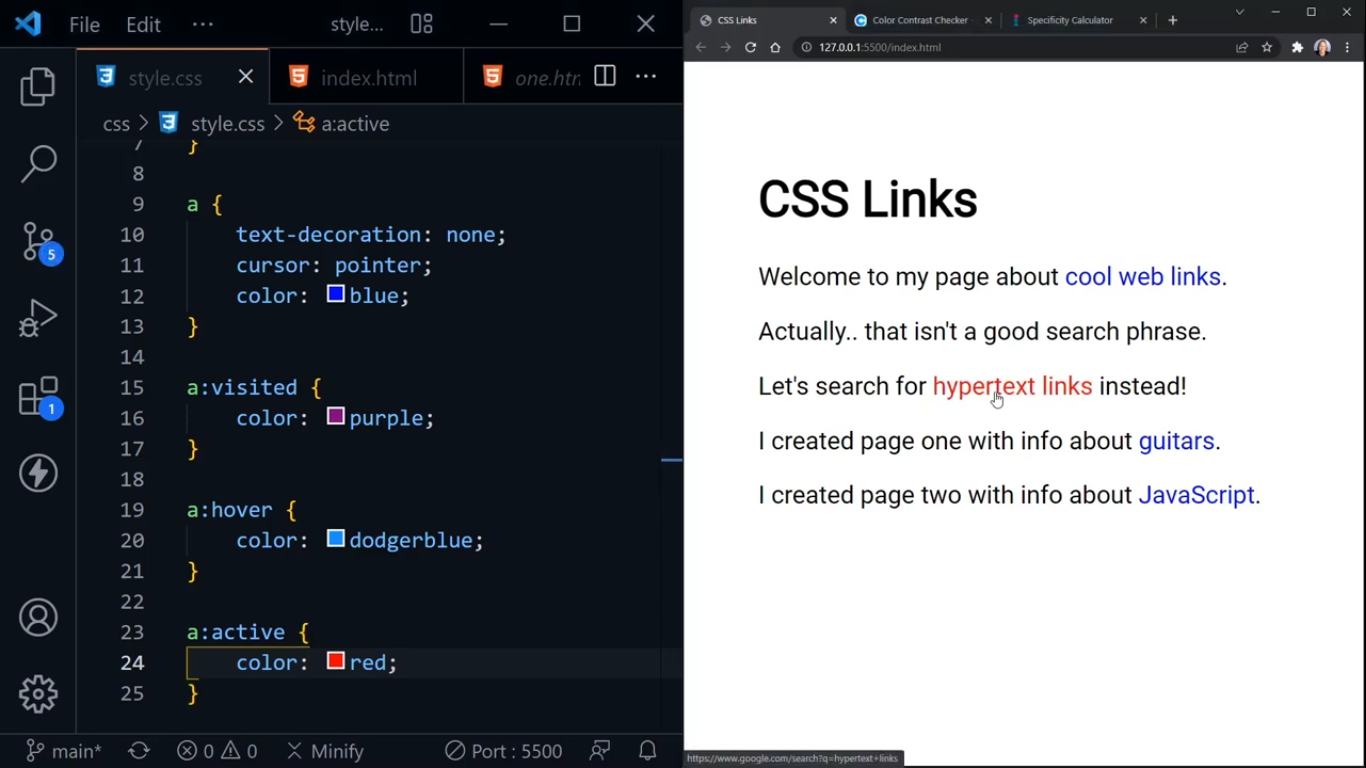 File Edit ··· style...
style.css index.html one.htr ···
css > style.css > a:active
7 }
8
9 a {
10 text-decoration: none;
11 cursor: pointer;
12 color: blue;
13 }
14
15 a:visited {
16 color: purple;
17 }
18
19 a:hover {
20 color: dodgerblue;
21 }
22
23 a:active {
24 color: red;
25 }
5
1
main* 0 0 Minify Port : 5500
CSS Links Color Contrast Checker Specificity Calculator
127.0.0.1:5500/index.html
CSS Links
Welcome to my page about cool web links.
Actually.. that isn't a good search phrase.
Let's search for hypertext links instead!
I created page one with info about guitars.
I created page two with info about JavaScript.
https://www.google.com/search?q=hypertext+links